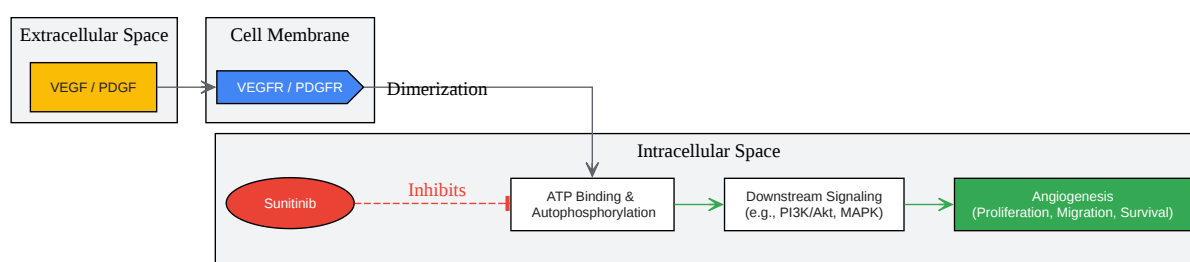 Extracellular Space
VEGF / PDGF
Cell Membrane
VEGFR / PDGFR
Dimerization
Intracellular Space
Sunitinib
Inhibits
ATP Binding &
Autophosphorylation
Downstream Signaling
(e.g., PI3K/Akt, MAPK)
Angiogenesis
(Proliferation, Migration, Survival)